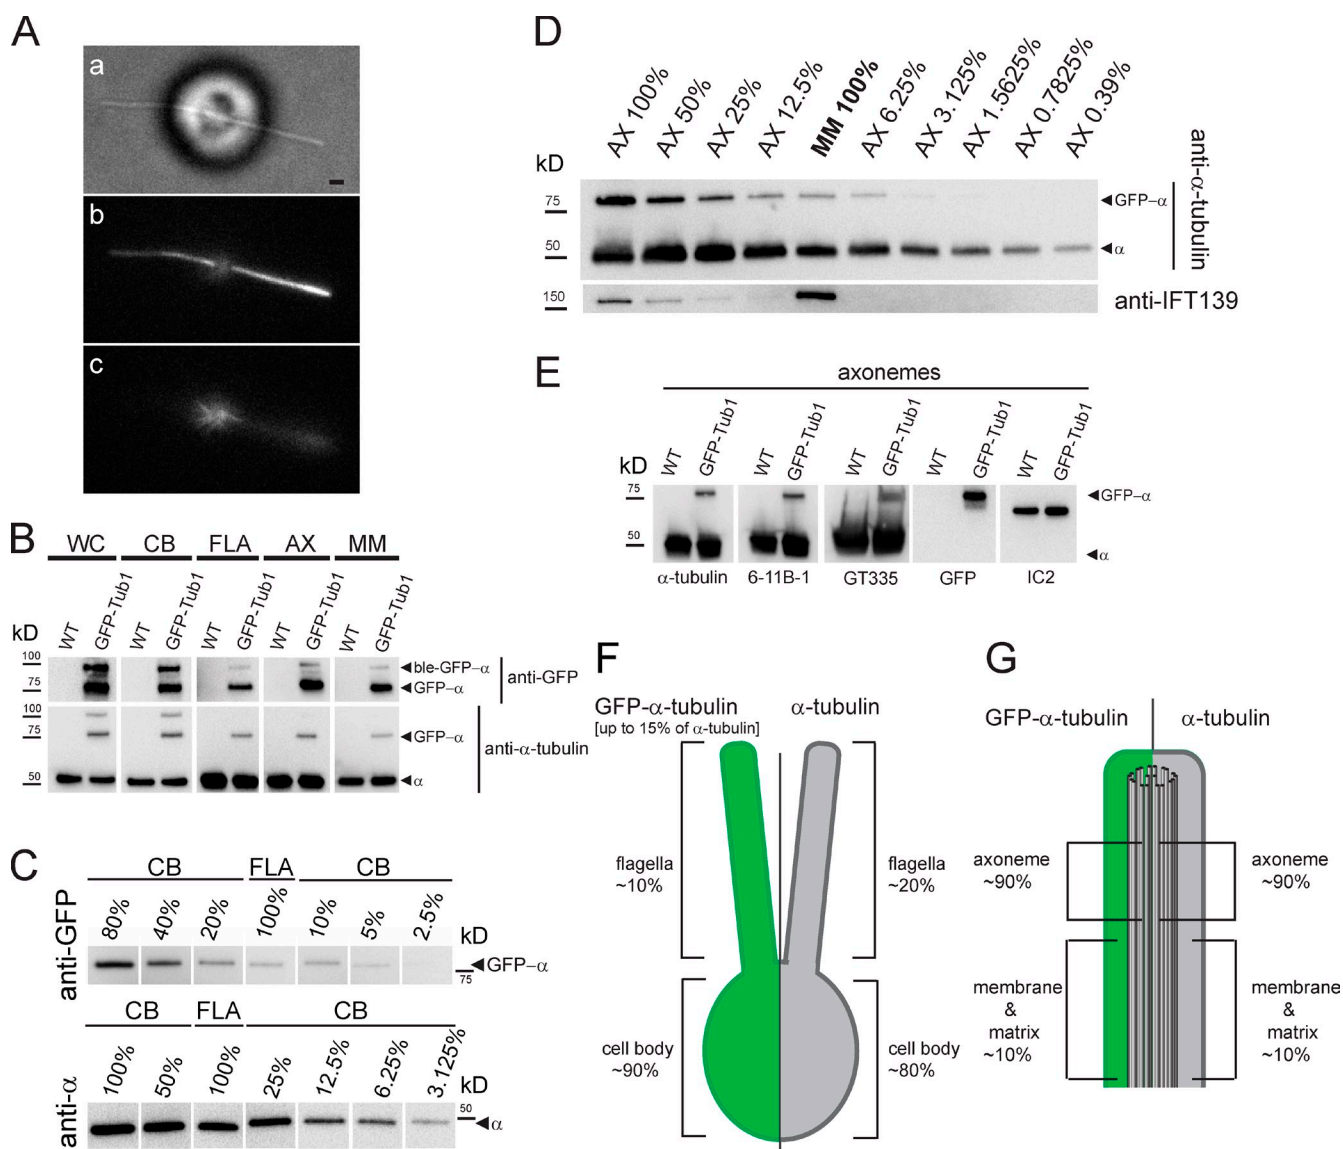 A
a
b
c
B
WC CB FLA AX MM
kD
WT GFP-Tub1 WT GFP-Tub1 WT GFP-Tub1 WT GFP-Tub1 WT GFP-Tub1
100
75
ble-GFP–α
GFP–α
anti-GFP
100
75
50
GFP–α
α
anti-α-tubulin
C
CB FLA CB
anti-GFP
80% 40% 20% 100% 10% 5% 2.5%
kD
GFP–α
75
CB FLA CB
anti-α
100% 50% 100% 25% 12.5% 6.25% 3.125%
kD
50
α
D
AX 100% AX 50% AX 25% AX 12.5% MM 100% AX 6.25% AX 3.125% AX 1.5625% AX 0.7825% AX 0.39%
kD
75
50
GFP–α
α
anti-α-tubulin
150
anti-IFT139
E
axonemes
kD
WT GFP-Tub1 WT GFP-Tub1 WT GFP-Tub1 WT GFP-Tub1 WT GFP-Tub1
75
50
GFP–α
α
α-tubulin 6-11B-1 GT335 GFP IC2
F
GFP-α-tubulin
[up to 15% of α-tubulin]
α-tubulin
flagella
~10%
flagella
~20%
cell body
~90%
cell body
~80%
G
GFP-α-tubulin
α-tubulin
axoneme
~90%
axoneme
~90%
membrane
&
matrix
~10%
membrane
&
matrix
~10%